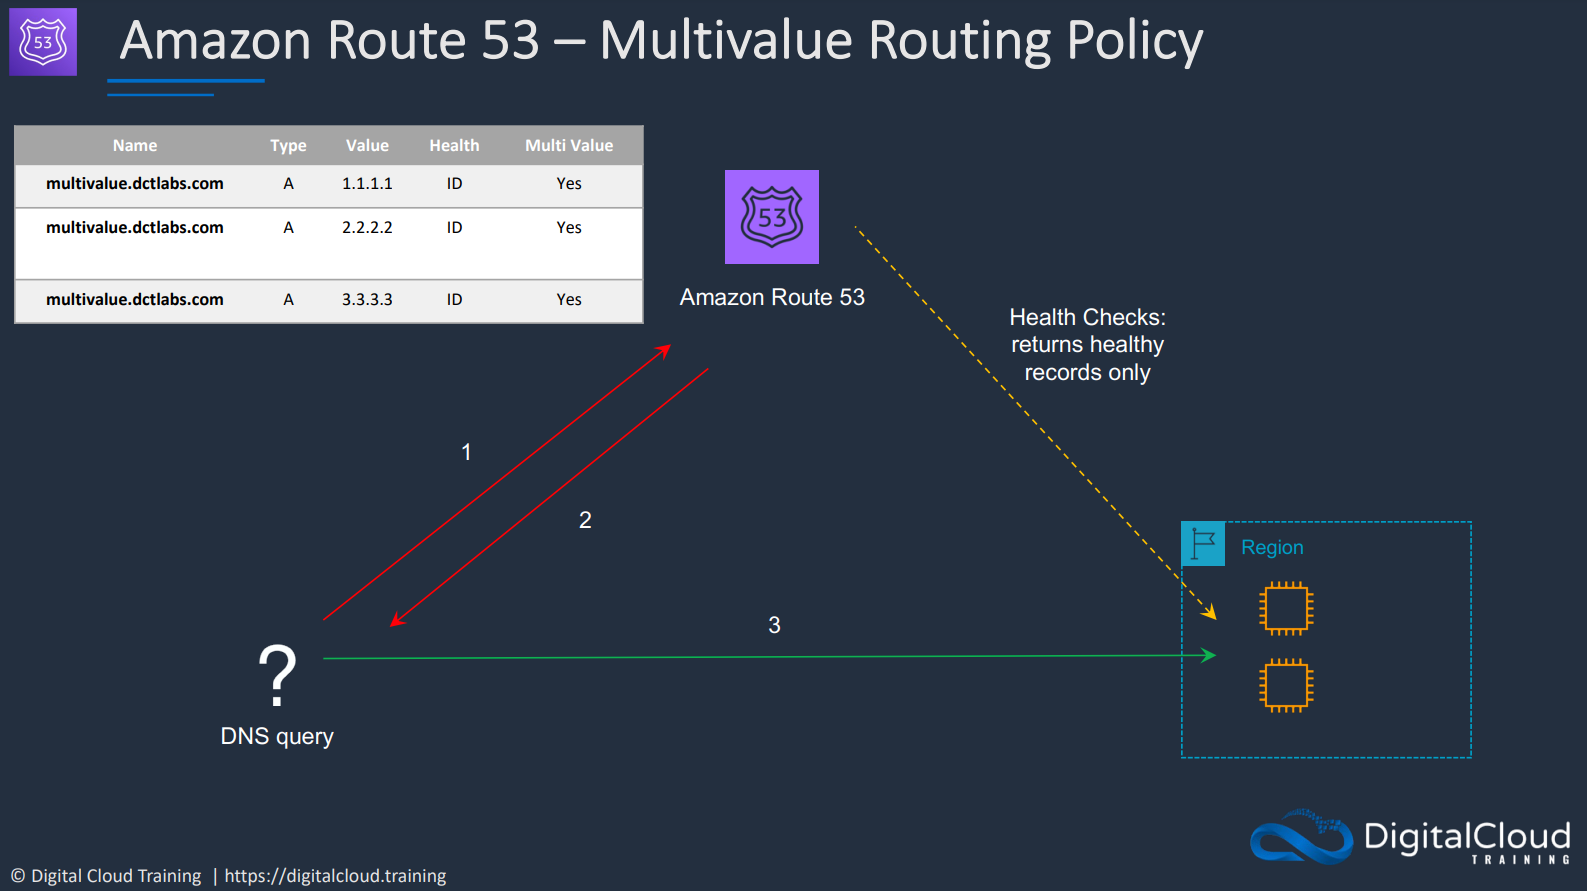 53
Amazon Route 53 – Multivalue Routing Policy
Name Type Value Health Multi Value
multivalue.dctlabs.com A 1.1.1.1 ID Yes
multivalue.dctlabs.com A 2.2.2.2 ID Yes
multivalue.dctlabs.com A 3.3.3.3 ID Yes
53
Amazon Route 53
Health Checks:
returns healthy
records only
1
2
Region
3
?
DNS query
DigitalCloud
TRAINING
© Digital Cloud Training | https://digitalcloud.training